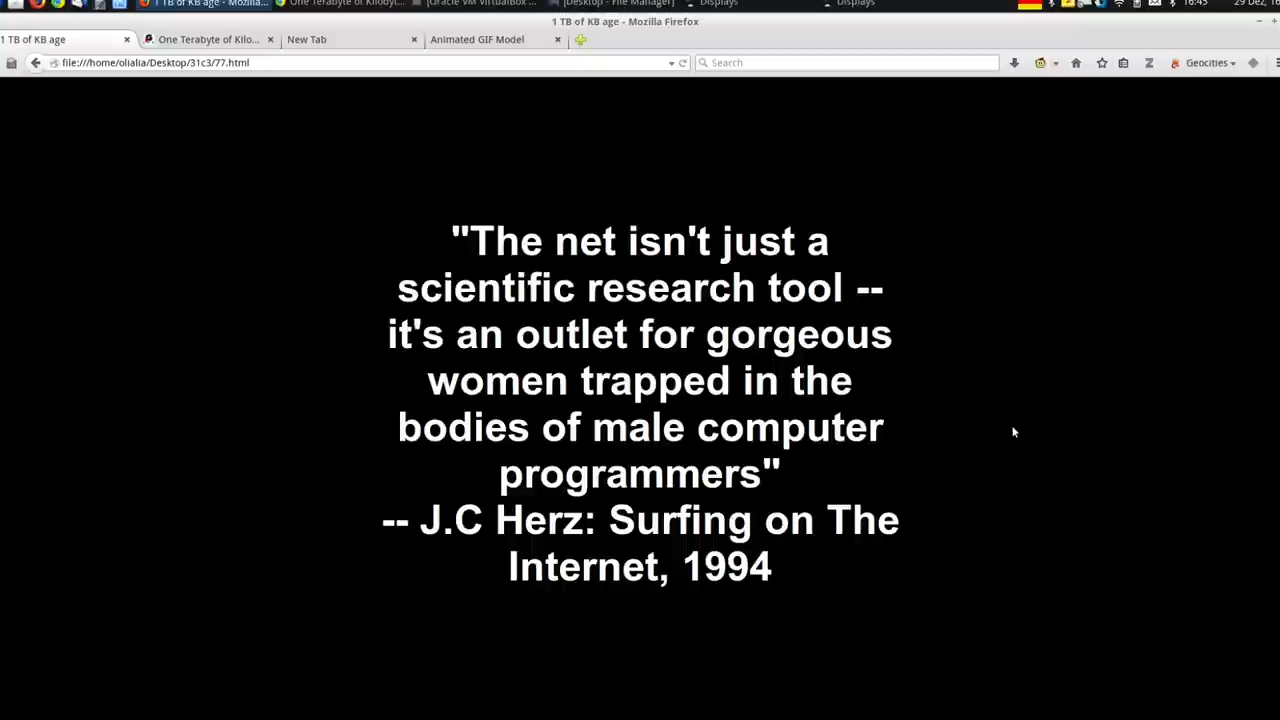 1 TB of KB age - Mozilla Firefox
1 TB of KB age
One Terabyte of Kilo...
New Tab
Animated GIF Model
file:///home/olialia/Desktop/31c3/77.html
Search
Geocities
"The net isn't just a
scientific research tool --
it's an outlet for gorgeous
women trapped in the
bodies of male computer
programmers"
-- J.C Herz: Surfing on The
Internet, 1994